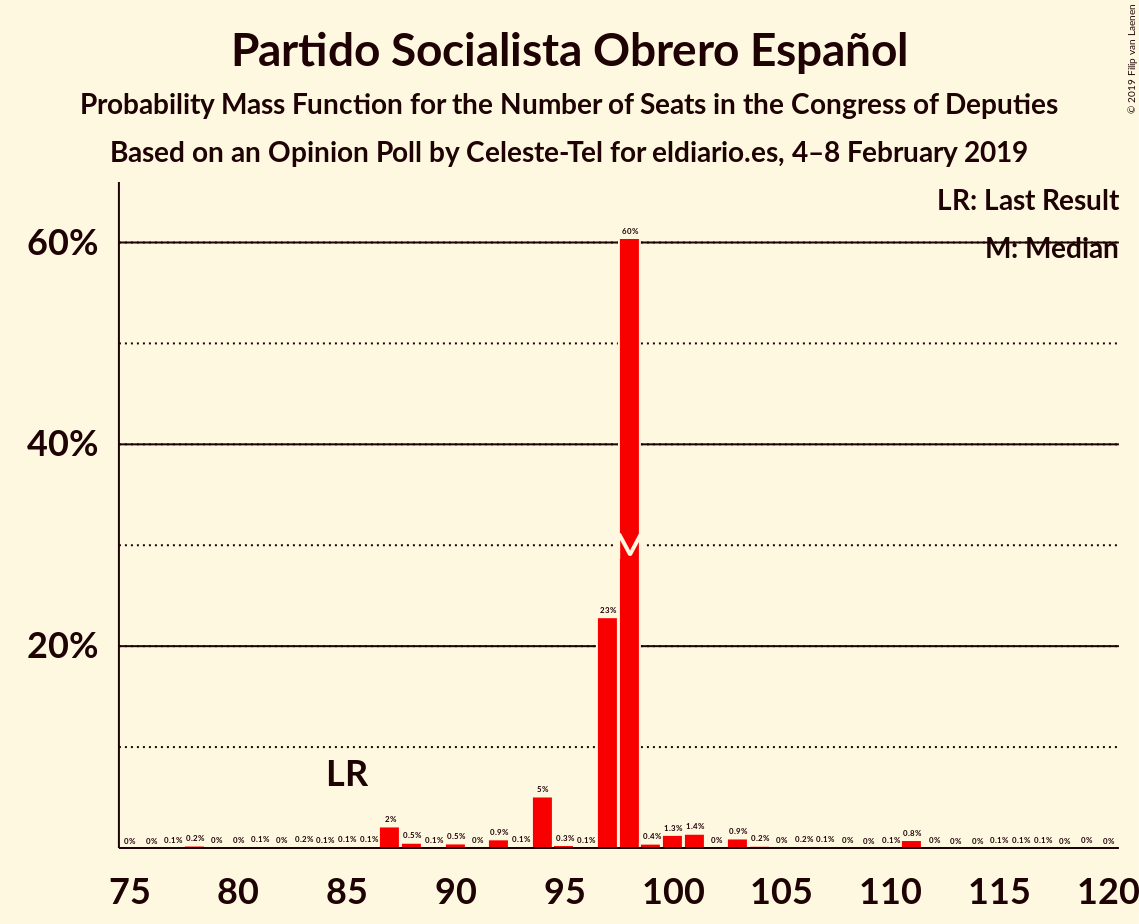 Partido Socialista Obrero Español
Probability Mass Function for the Number of Seats in the Congress of Deputies
Based on an Opinion Poll by Celeste-Tel for eldiario.es, 4–8 February 2019
© 2019 Filip van Laenen
LR: Last Result
M: Median
60%
40%
20%
LR
0% 0% 0.1% 0.2% 0% 0% 0.1% 0% 0.2% 0.1% 0.1% 0.1% 2% 0.5% 0.1% 0.5% 0% 0.9% 0.1% 5% 0.3% 0.1% 23% 60% 0.4% 1.3% 1.4% 0% 0.9% 0.2% 0% 0.2% 0.1% 0% 0% 0.1% 0.8% 0% 0% 0% 0.1% 0.1% 0.1% 0% 0% 0%
75 80 85 90 95 100 105 110 115 120